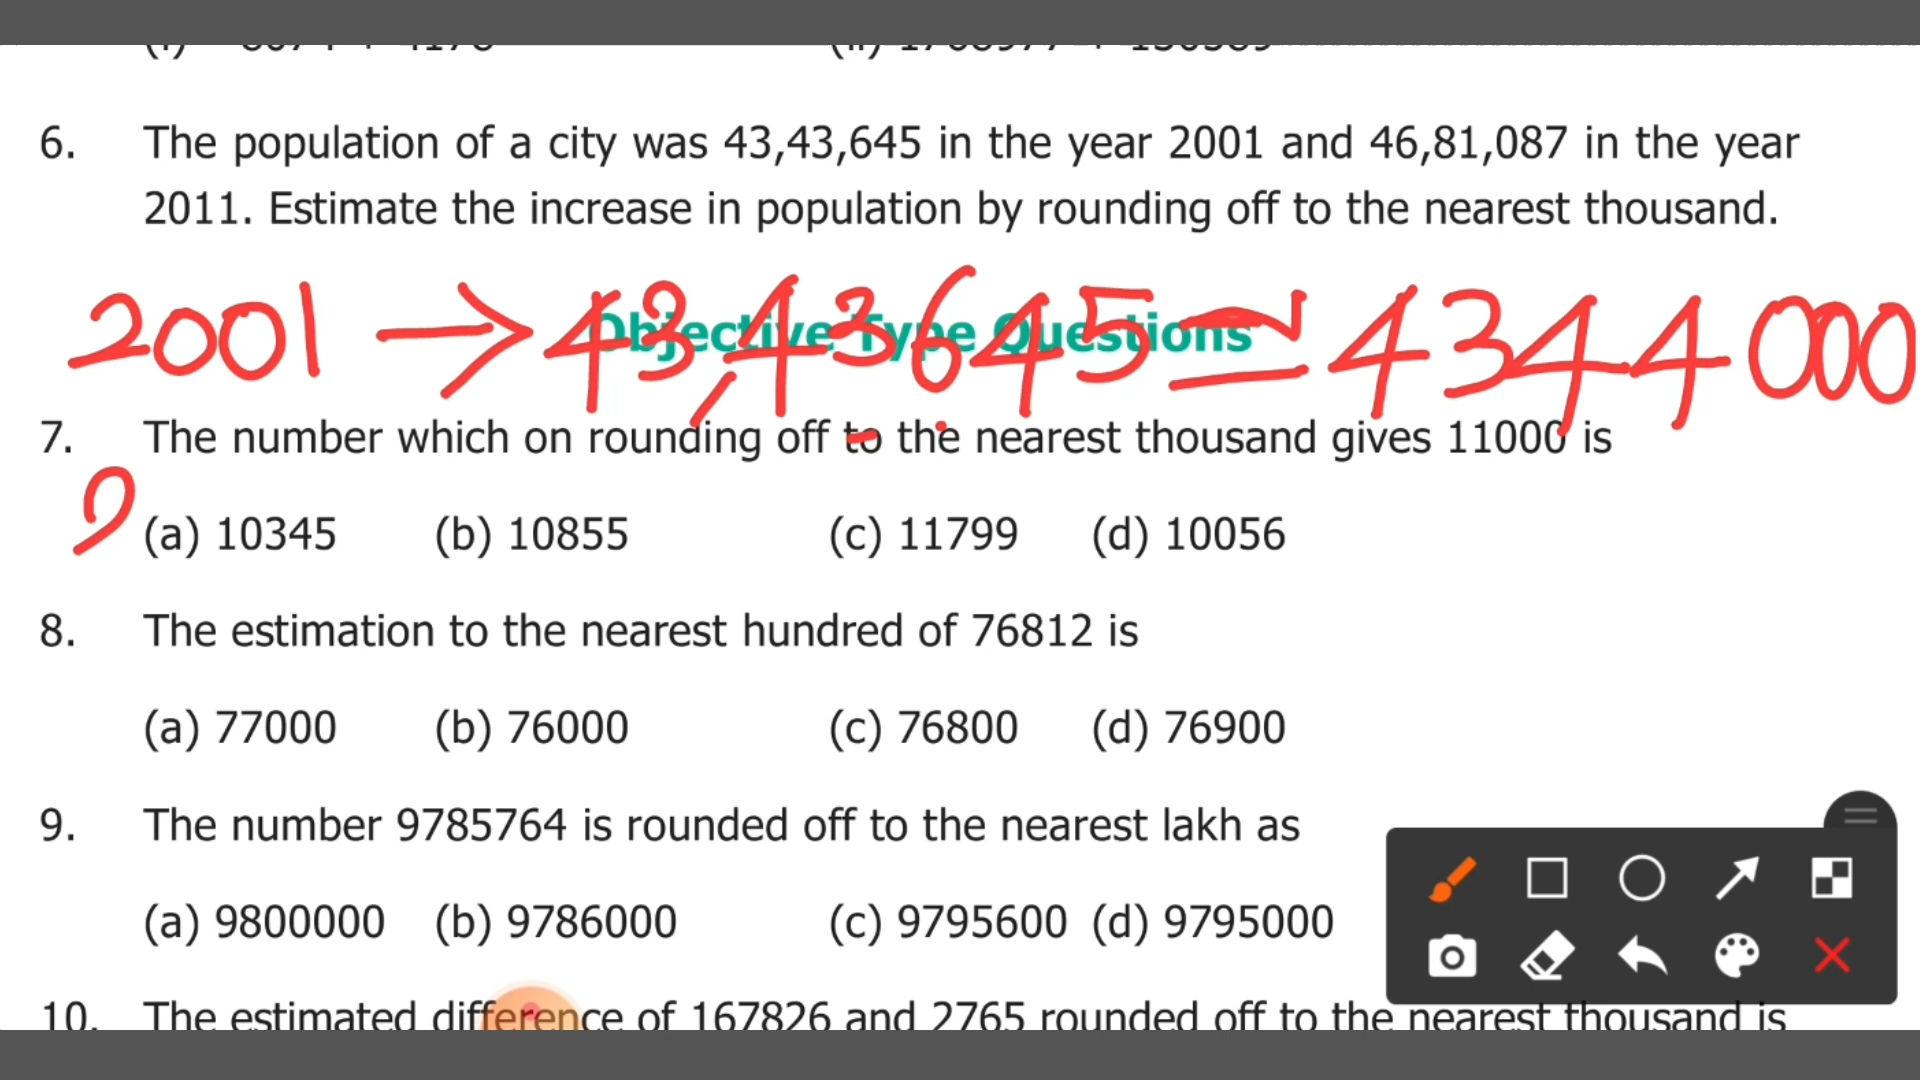 6. The population of a city was 43,43,645 in the year 2001 and 46,81,087 in the year
2011. Estimate the increase in population by rounding off to the nearest thousand.
Objective Type Questions
2001 → 43,43645 ≃ 4344000
7. The number which on rounding off to the nearest thousand gives 11000 is
(a) 10345 (b) 10855 (c) 11799 (d) 10056
8. The estimation to the nearest hundred of 76812 is
(a) 77000 (b) 76000 (c) 76800 (d) 76900
9. The number 9785764 is rounded off to the nearest lakh as
(a) 9800000 (b) 9786000 (c) 9795600 (d) 9795000
10. The estimated difference of 167826 and 2765 rounded off to the nearest thousand is